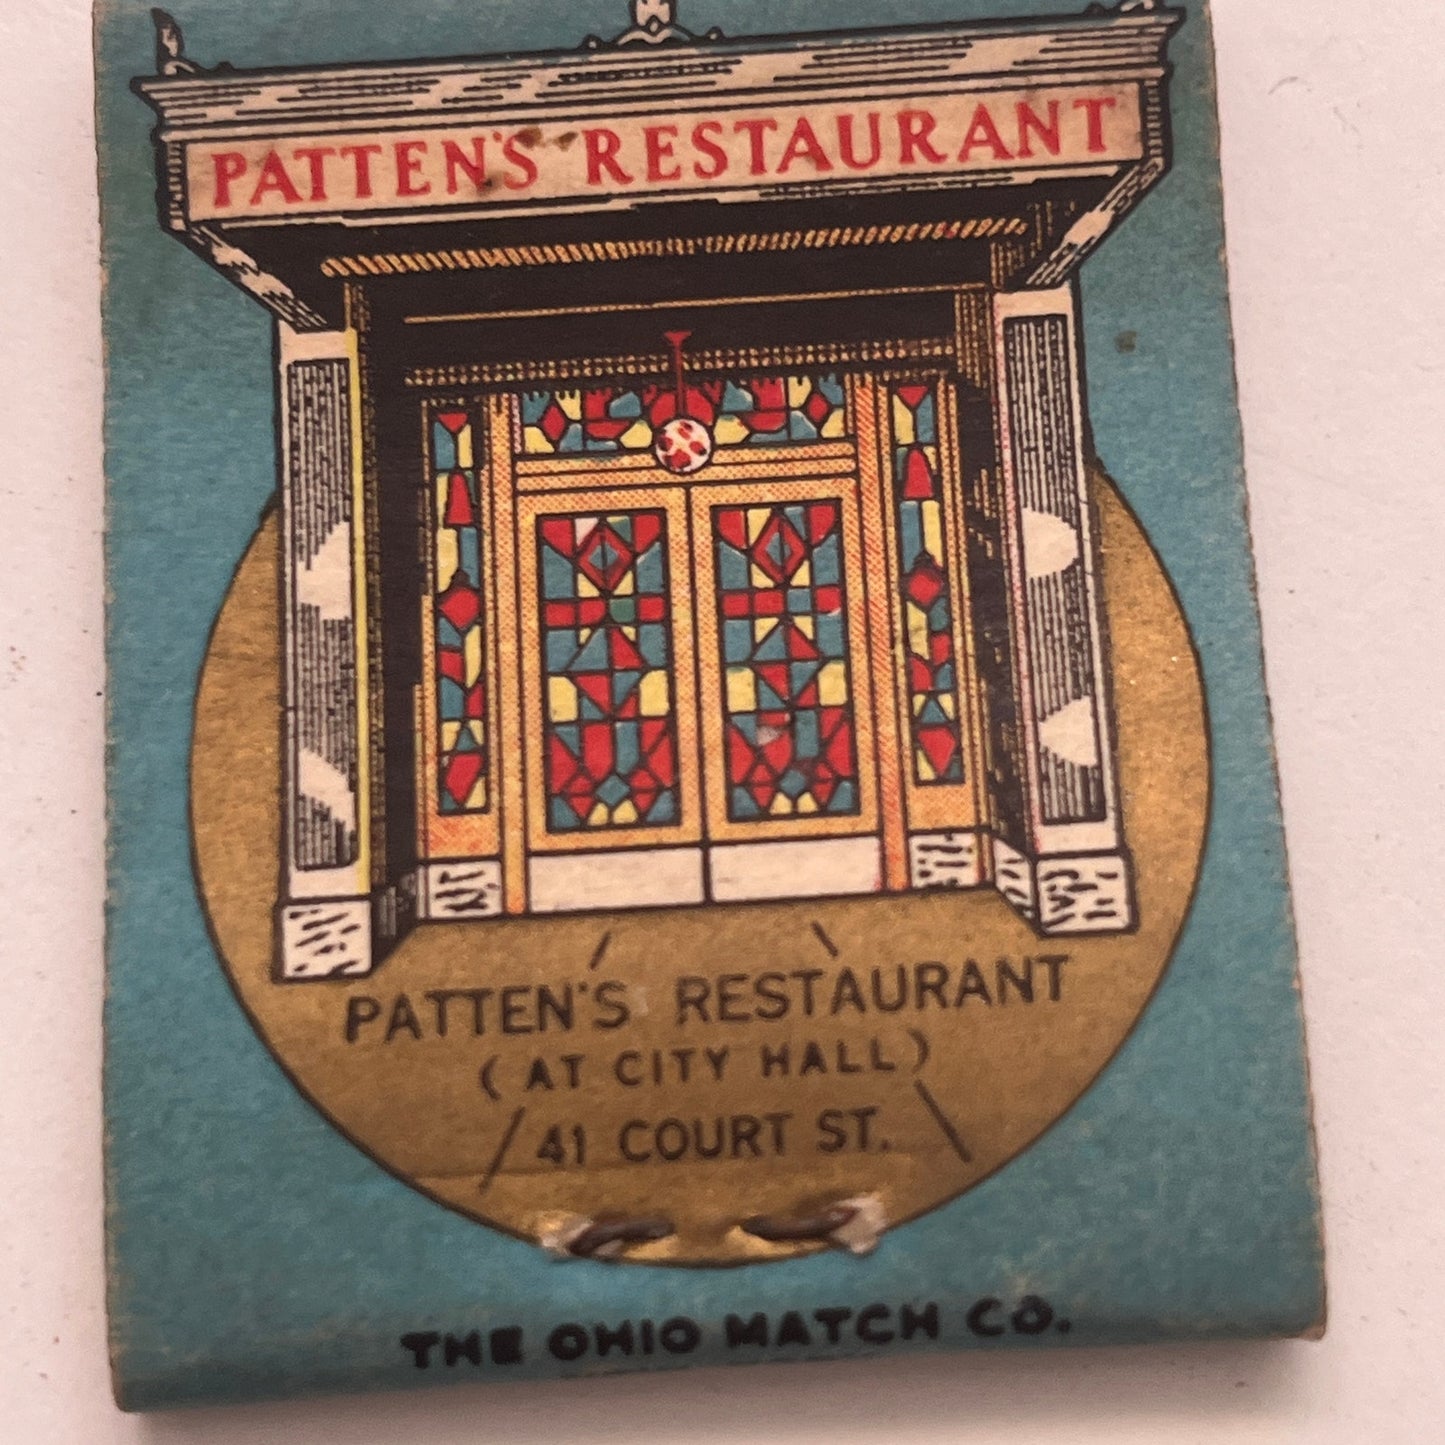 PATTEN'S RESTAURANT
PATTEN'S RESTAURANT
(AT CITY HALL)
41 COURT ST.
THE OHIO MATCH CO.